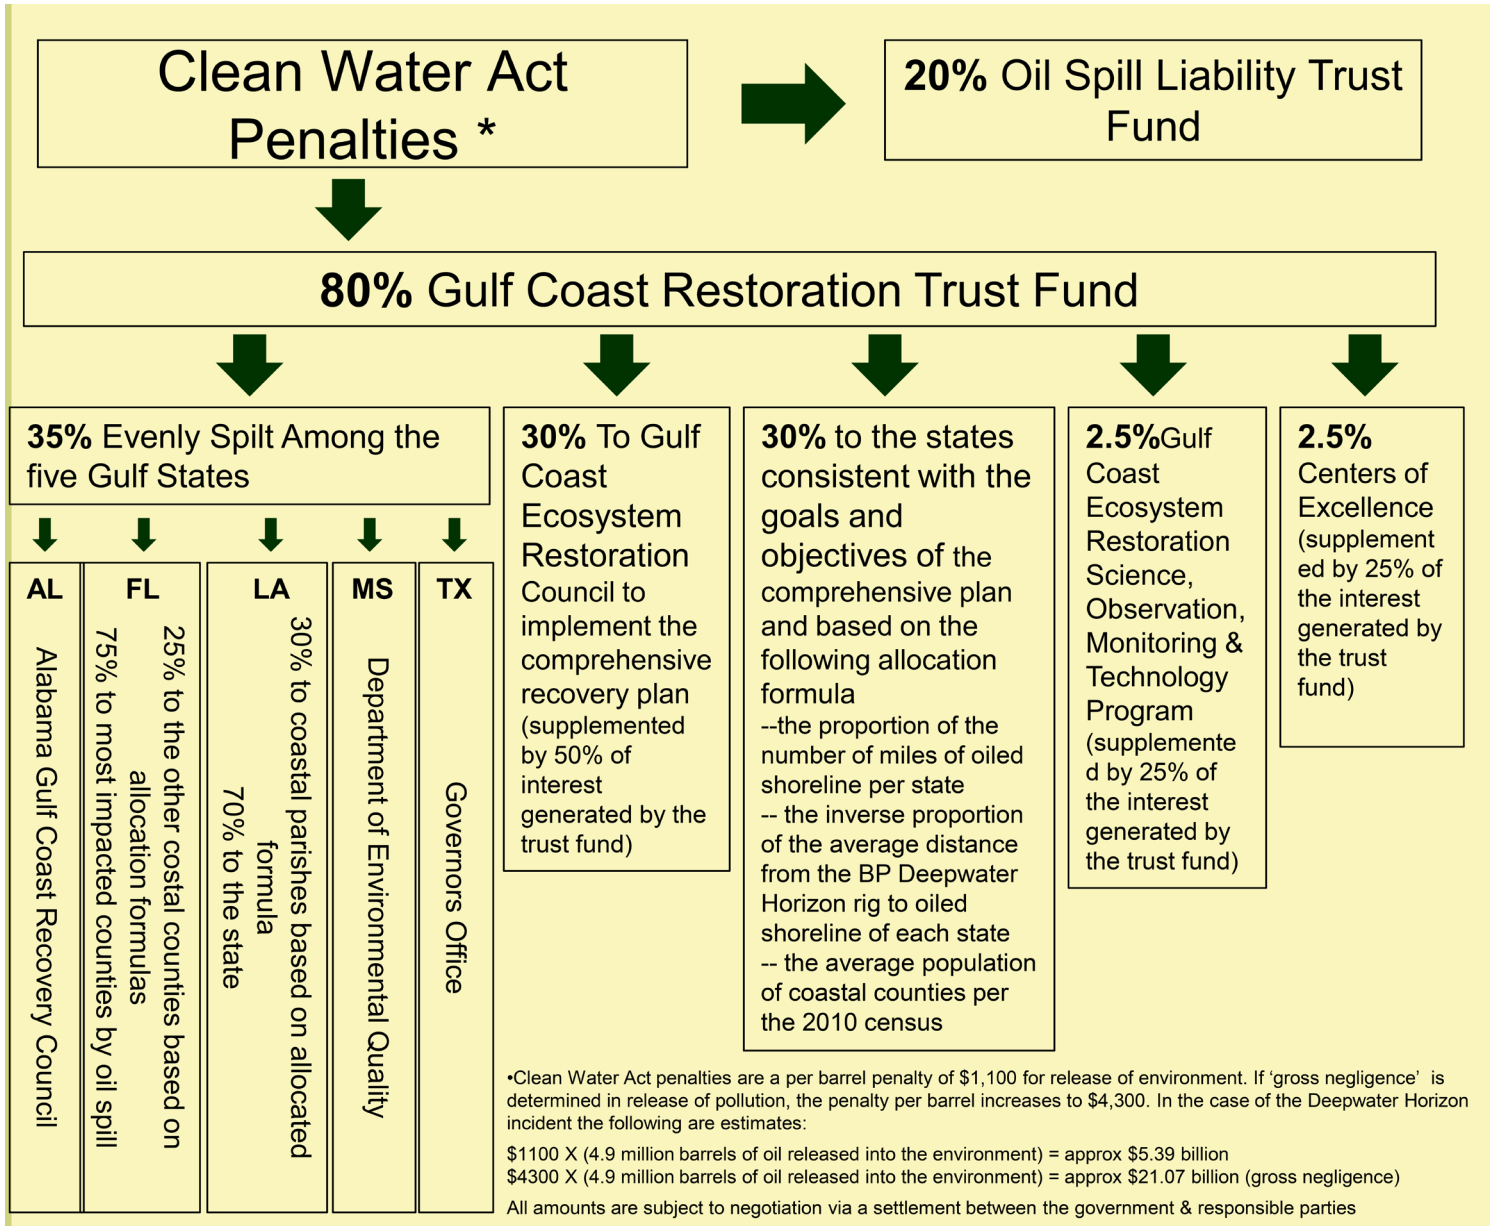 Clean Water Act
Penalties *
20% Oil Spill Liability Trust
Fund
80% Gulf Coast Restoration Trust Fund
35% Evenly Spilt Among the
five Gulf States
AL
Alabama Gulf Coast Recovery Council
FL
25% to the other costal counties based on
allocation formulas
75% to most impacted counties by oil spill
LA
30% to coastal parishes based on allocated
formula
70% to the state
MS
Department of Environmental Quality
TX
Governors Office
30% To Gulf
Coast
Ecosystem
Restoration
Council to
implement the
comprehensive
recovery plan
(supplemented
by 50% of
interest
generated by the
trust fund)
30% to the states
consistent with the
goals and
objectives of the
comprehensive plan
and based on the
following allocation
formula
--the proportion of the
number of miles of oiled
shoreline per state
-- the inverse proportion
of the average distance
from the BP Deepwater
Horizon rig to oiled
shoreline of each state
-- the average population
of coastal counties per
the 2010 census
2.5%Gulf
Coast
Ecosystem
Restoration
Science,
Observation,
Monitoring &
Technology
Program
(supplemente
d by 25% of
the interest
generated by
the trust fund)
2.5%
Centers of
Excellence
(supplement
ed by 25% of
the interest
generated by
the trust
fund)
•Clean Water Act penalties are a per barrel penalty of $1,100 for release of environment. If ‘gross negligence’ is
determined in release of pollution, the penalty per barrel increases to $4,300. In the case of the Deepwater Horizon
incident the following are estimates:
$1100 X (4.9 million barrels of oil released into the environment) = approx $5.39 billion
$4300 X (4.9 million barrels of oil released into the environment) = approx $21.07 billion (gross negligence)
All amounts are subject to negotiation via a settlement between the government & responsible parties